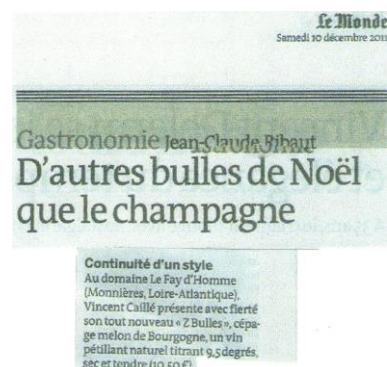 Le Monde
Samedi 10 décembre 2011
Gastronomie Jean-Claude Ribaut
D'autres bulles de Noël
que le champagne
Continuité d'un style
Au domaine Le Fay d'Homme
(Monnières, Loire-Atlantique),
Vincent Caillé présente avec fierté
son tout nouveau « Z Bulles », cépa-
ge melon de Bourgogne, un vin
pétillant naturel titrant 9,5 degrés,
sec et tendre (10,50 €).